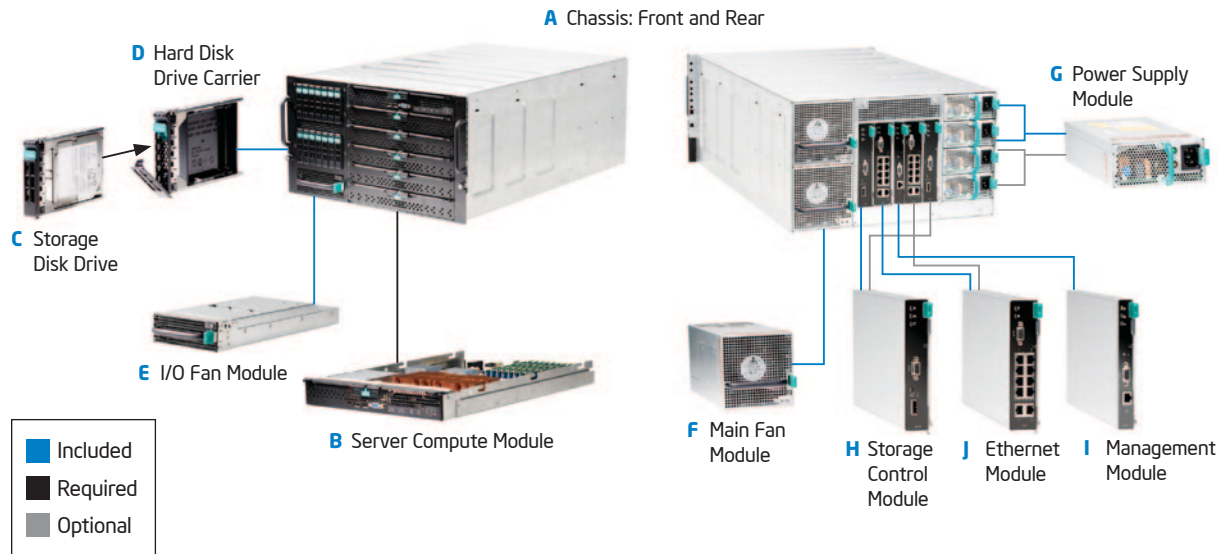 A Chassis: Front and Rear
D Hard Disk
Drive Carrier
G Power Supply
Module
C Storage
Disk Drive
E I/O Fan Module
B Server Compute Module
F Main Fan
Module
H Storage
Control
Module
J Ethernet
Module
I Management
Module
Included
Required
Optional